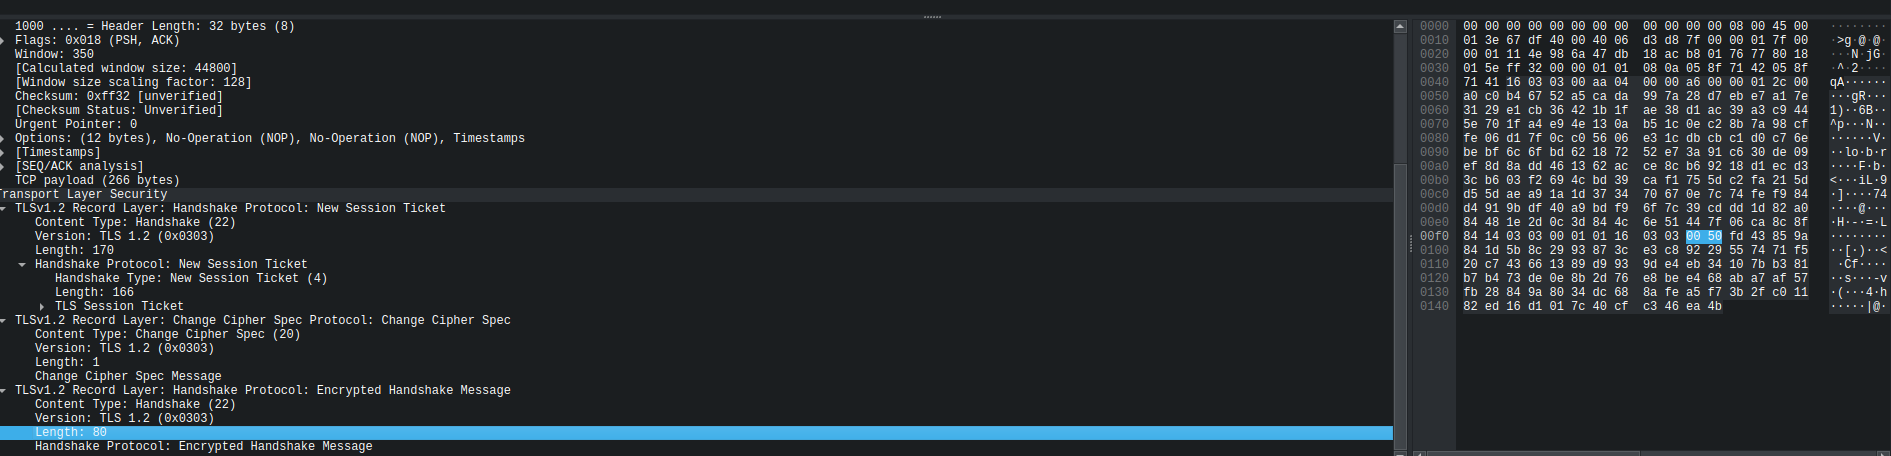 1000 .... = Header Length: 32 bytes (8)
Flags: 0x018 (PSH, ACK)
Window: 350
[Calculated window size: 44800]
[Window size scaling factor: 128]
Checksum: 0xff32 [unverified]
[Checksum Status: Unverified]
Urgent Pointer: 0
Options: (12 bytes), No-Operation (NOP), No-Operation (NOP), Timestamps
[Timestamps]
[SEQ/ACK analysis]
TCP payload (266 bytes)
Transport Layer Security
TLSv1.2 Record Layer: Handshake Protocol: New Session Ticket
Content Type: Handshake (22)
Version: TLS 1.2 (0x0303)
Length: 170
Handshake Protocol: New Session Ticket
Handshake Type: New Session Ticket (4)
Length: 166
TLS Session Ticket
TLSv1.2 Record Layer: Change Cipher Spec Protocol: Change Cipher Spec
Content Type: Change Cipher Spec (20)
Version: TLS 1.2 (0x0303)
Length: 1
Change Cipher Spec Message
TLSv1.2 Record Layer: Handshake Protocol: Encrypted Handshake Message
Content Type: Handshake (22)
Version: TLS 1.2 (0x0303)
Length: 80
Handshake Protocol: Encrypted Handshake Message
0000 00 00 00 00 00 00 00 00 00 00 00 00 08 00 45 00 ········
0010 01 3e 67 df 40 00 40 06 d3 d8 7f 00 00 01 7f 00 ·>g·@·@·
0020 00 01 11 4e 98 6a 47 db 18 ac b8 01 76 77 80 18 ···N·jG·
0030 01 5e ff 32 00 00 01 01 08 0a 05 8f 71 42 05 8f ·^·2····
0040 71 41 16 03 03 00 aa 04 00 00 a6 00 00 01 2c 00 qA······
0050 a0 c0 b4 67 52 a5 ca da 99 7a 28 d7 eb e7 a1 7e ···gR···
0060 31 29 e1 cb 36 42 1b 1f ae 38 d1 ac 39 a3 c9 44 1)··6B··
0070 5e 70 1f a4 e9 4e 13 0a b5 1c 0e c2 8b 7a 98 cf ^p···N··
0080 fe 06 d1 7f 0c c0 56 06 e3 1c db cb c1 d0 c7 6e ······V·
0090 be bf 6c 6f bd 62 18 72 52 e7 3a 91 c6 30 de 09 ··lo·b·r
00a0 ef 8d 8a dd 46 13 62 ac ce 8c b6 92 18 d1 ec d3 ····F·b·
00b0 3c b6 03 f2 69 4c bd 39 ca f1 75 5d c2 fa 21 5d <···iL·9
00c0 d5 5d ae a9 1a 1d 37 34 70 67 0e 7c 74 fe f9 84 ·]····74
00d0 d4 91 9b df 40 a9 bd f9 6f 7c 39 cd dd 1d 82 a0 ····@···
00e0 84 48 1e 2d 0c 3d 84 4c 6e 51 44 7f 06 ca 8c 8f ·H·-·=·L
00f0 84 14 03 03 00 01 01 16 03 03 00 50 fd 43 85 9a ········
0100 84 1d 5b 8c 29 93 87 3c e3 c8 92 29 55 74 71 f5 ··[·)··<
0110 20 c7 43 66 13 89 d9 93 9d e4 eb 34 10 7b b3 81 ·Cf·····
0120 b7 b4 73 de 0e 8b 2d 76 e8 be e4 68 ab a7 af 57 ··s···-v
0130 fb 28 84 9a 80 34 dc 68 8a fe a5 f7 3b 2f c0 11 ·(···4·h
0140 82 ed 16 d1 01 7c 40 cf c3 46 ea 4b ·····|@·